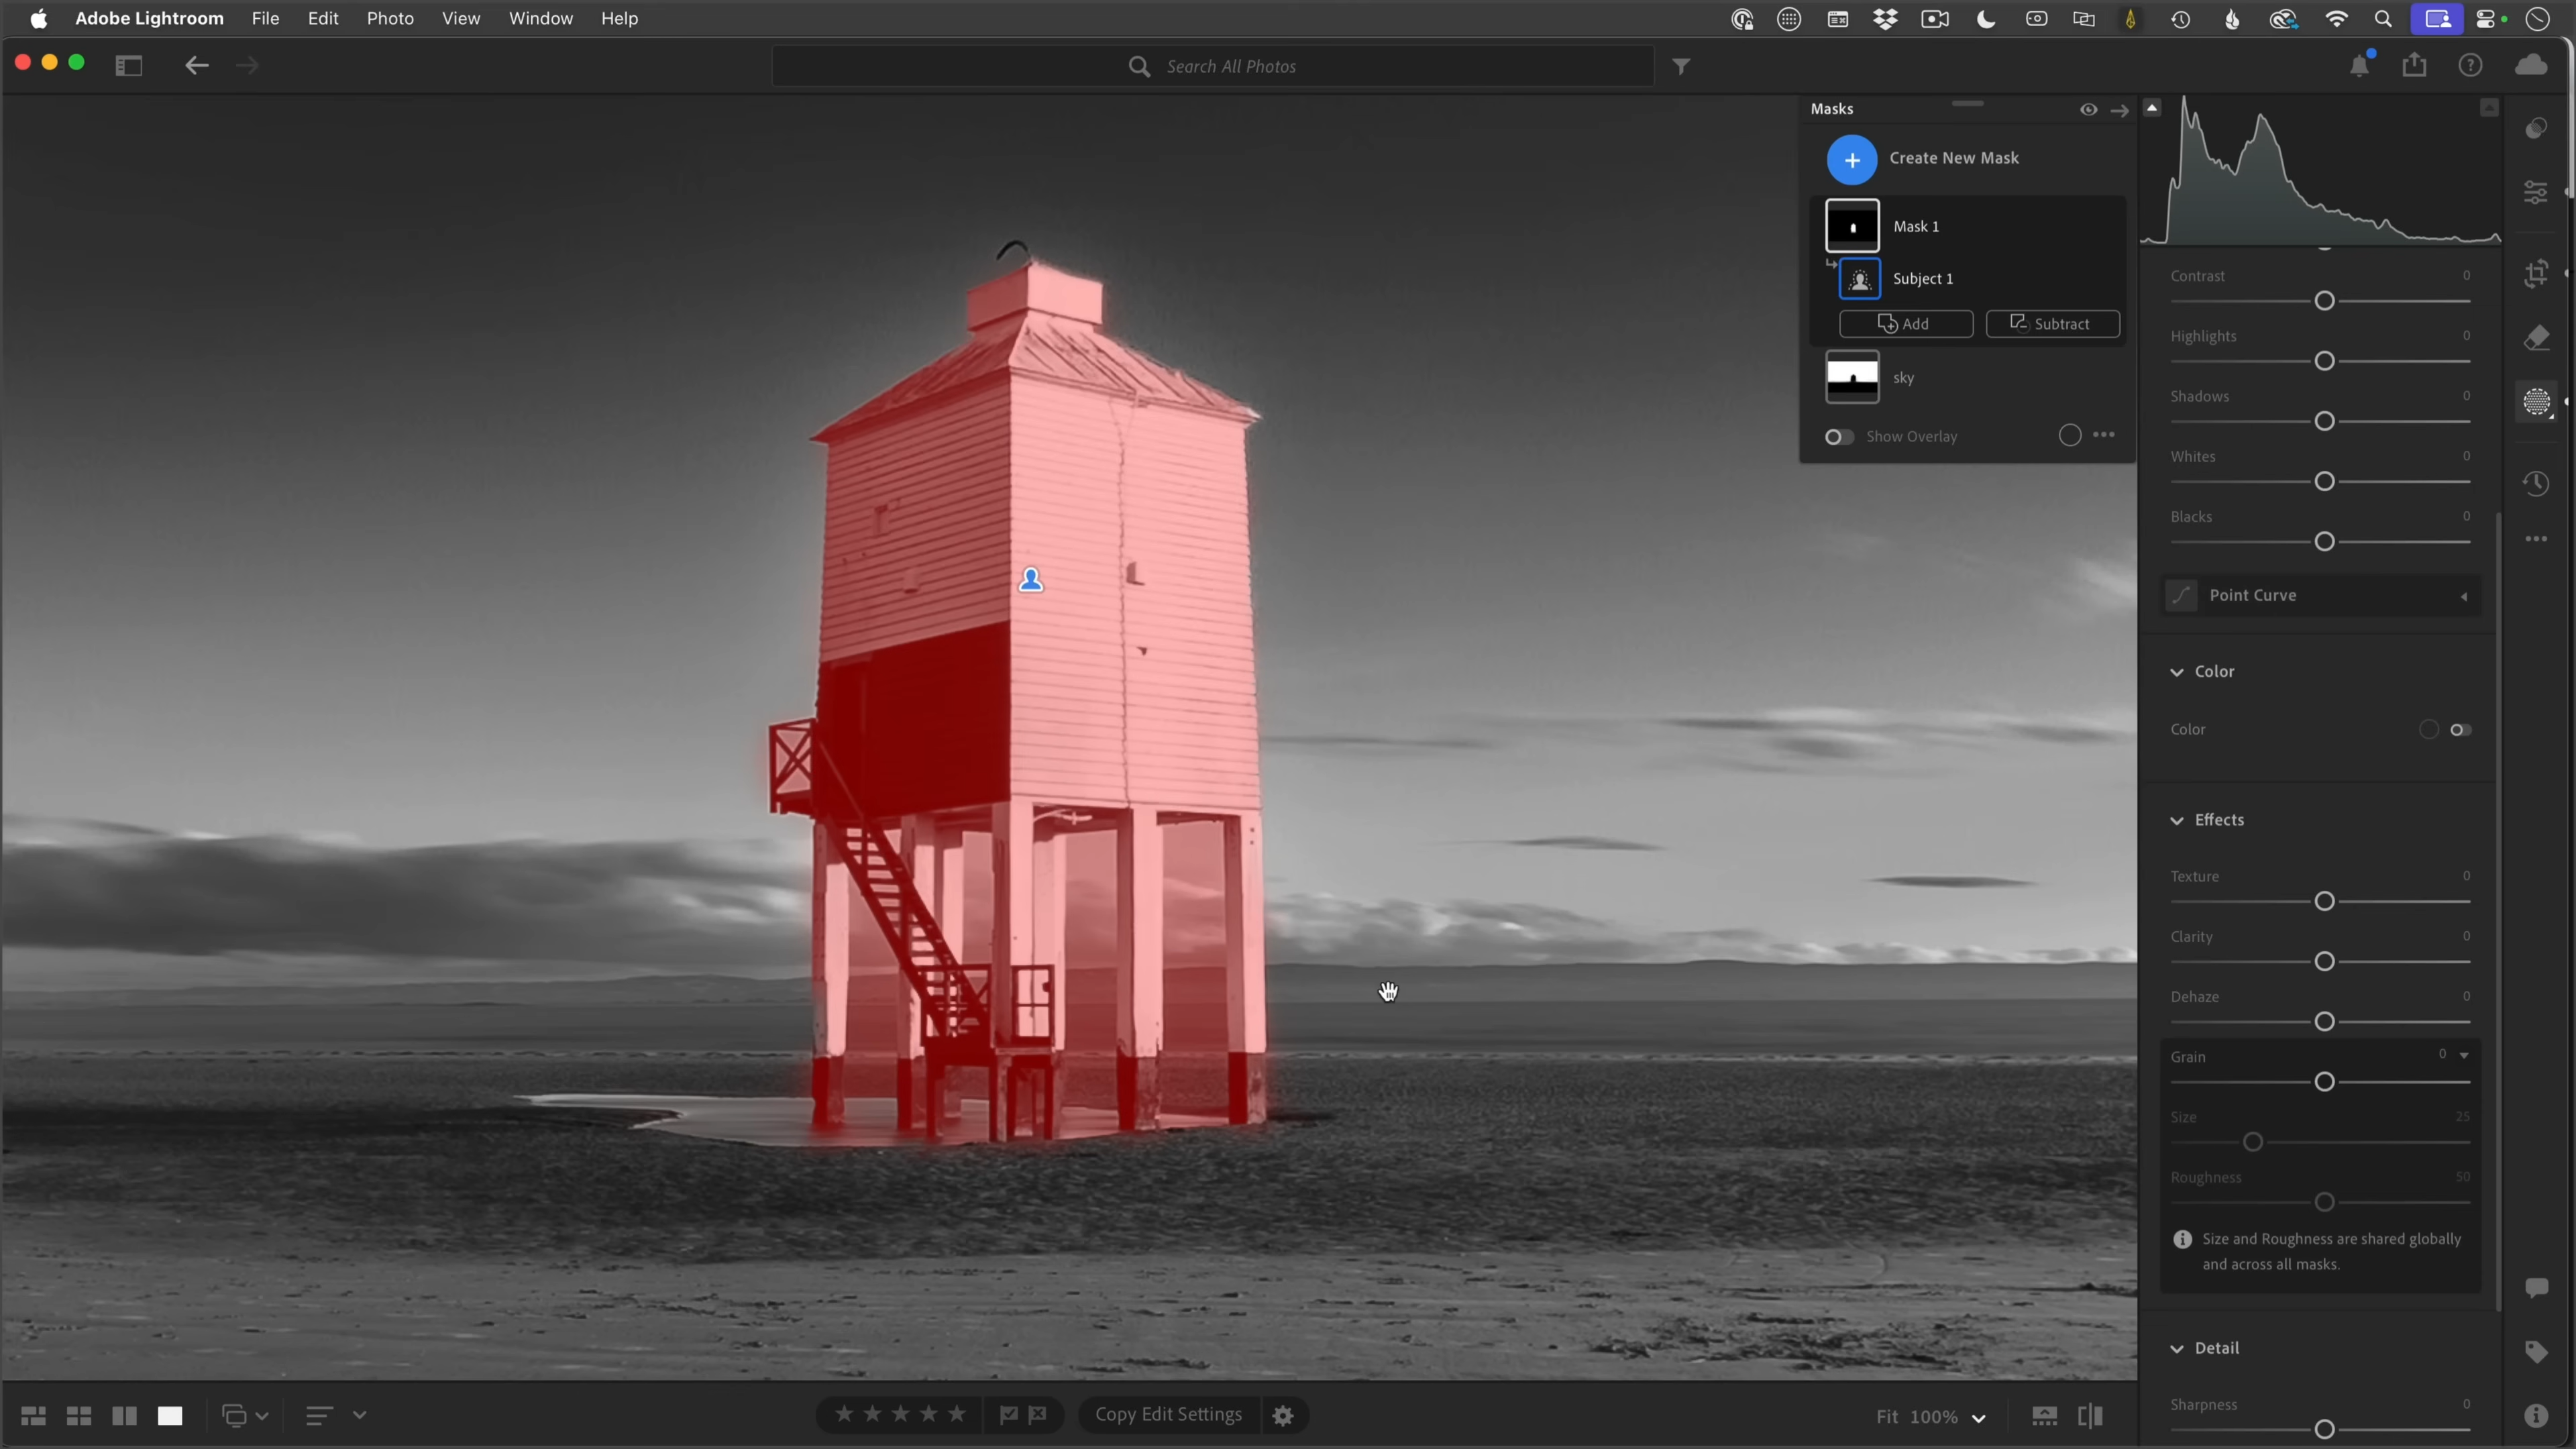 Adobe Lightroom File Edit Photo View Window Help
Search All Photos
Masks
Create New Mask
Mask 1
Subject 1
Add Subtract
sky
Show Overlay
Contrast 0
Highlights 0
Shadows 0
Whites 0
Blacks 0
Point Curve
Color
Color
Effects
Texture 0
Clarity 0
Dehaze 0
Grain 0
Size 25
Roughness 50
Size and Roughness are shared globally
and across all masks.
Detail
Sharpness 0
Copy Edit Settings
Fit 100%